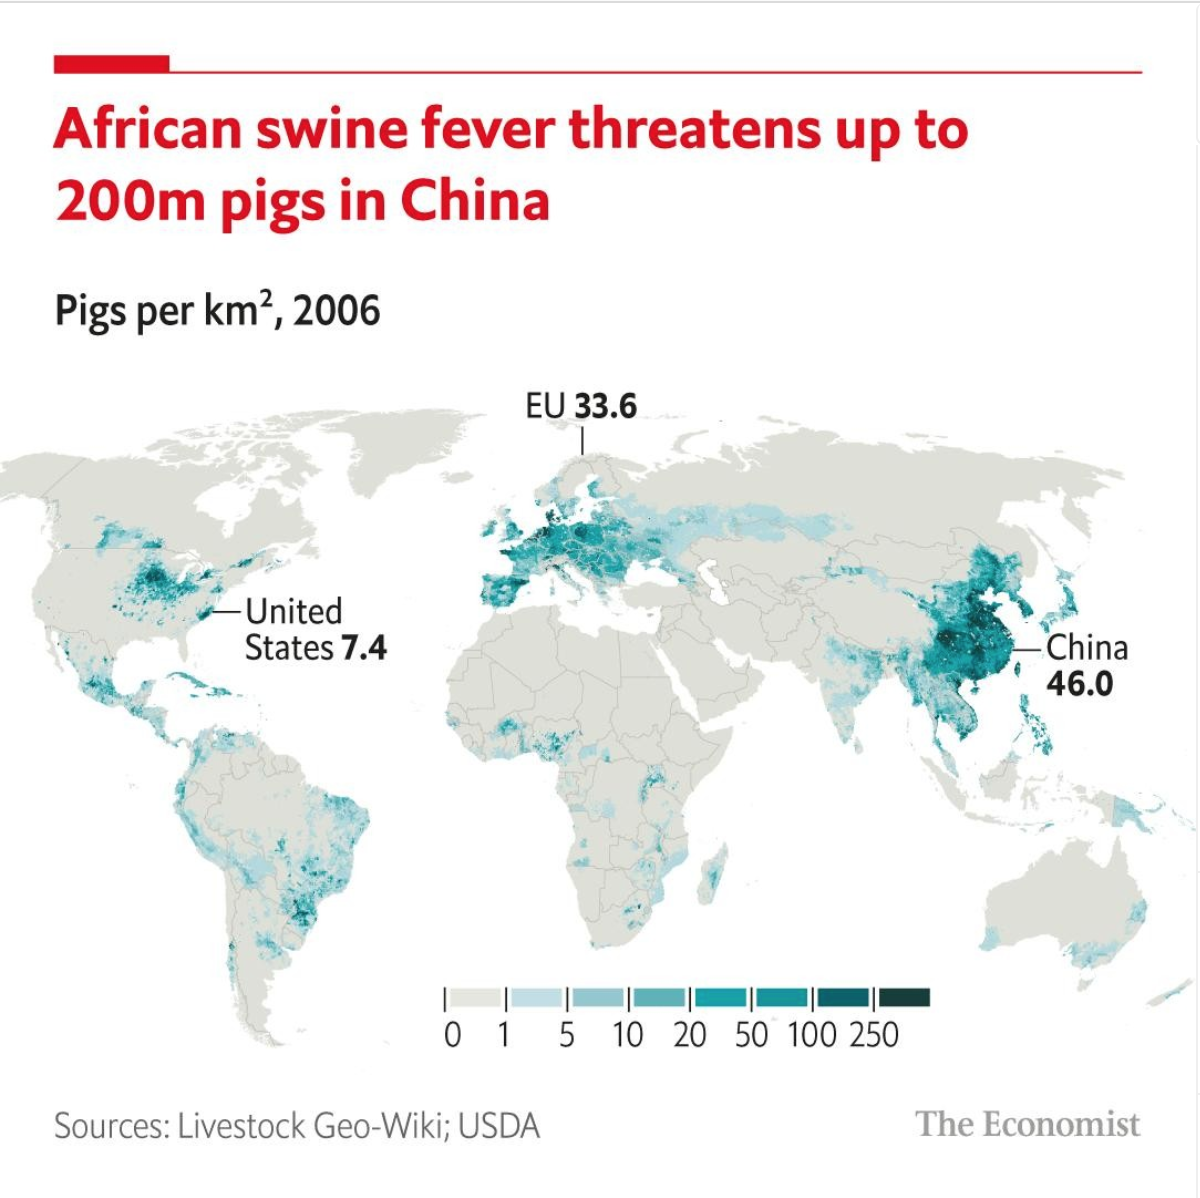 African swine fever threatens up to
200m pigs in China
Pigs per km², 2006
EU 33.6
United
States 7.4
China
46.0
0 1 5 10 20 50 100 250
Sources: Livestock Geo-Wiki; USDA
The Economist